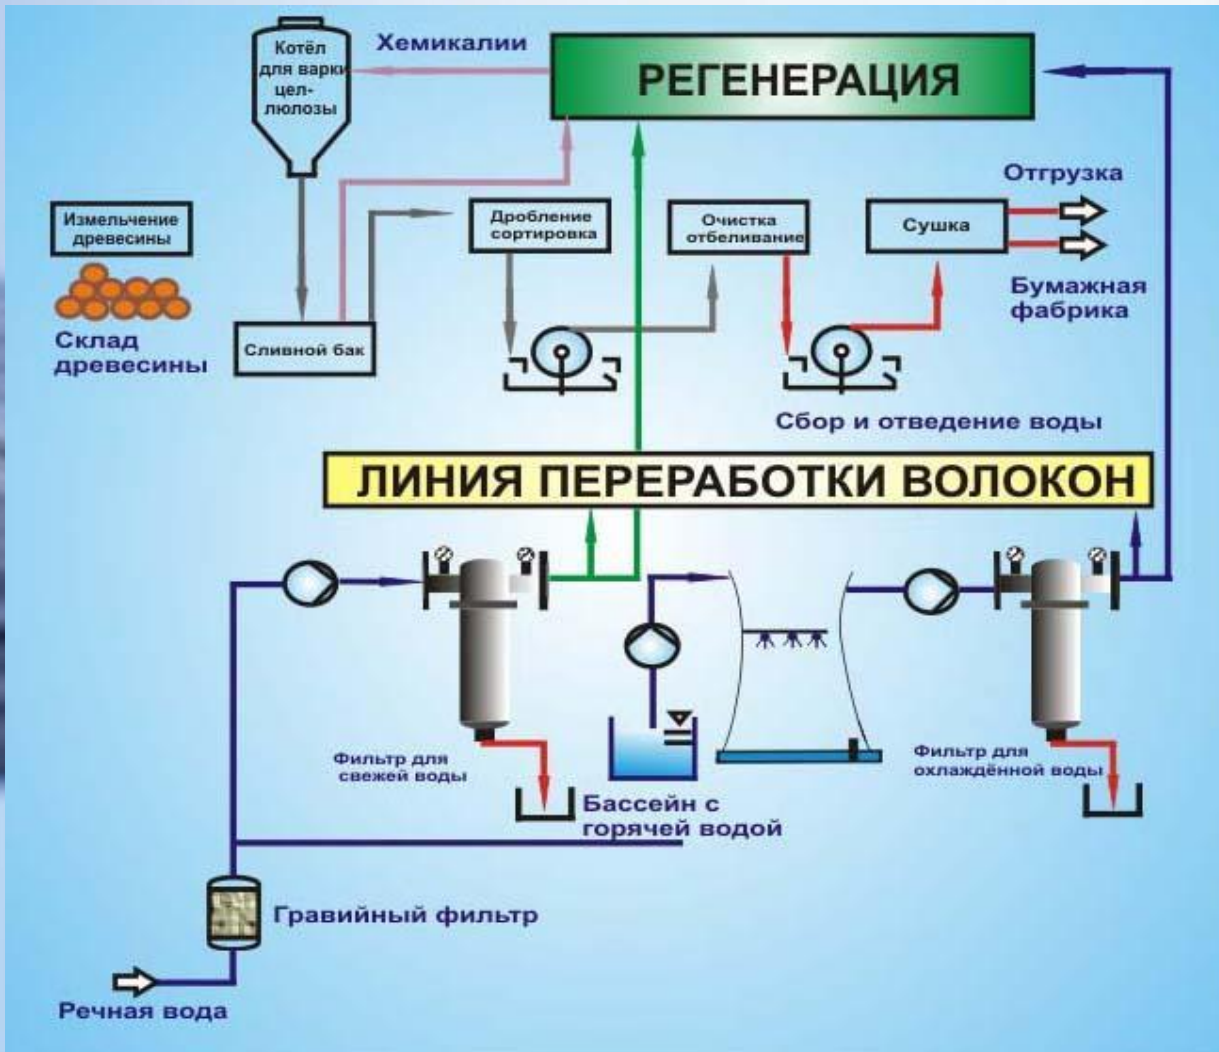 Котёл
для варки
цел-
люлозы
Хемикалии
РЕГЕНЕРАЦИЯ
Отгрузка
Измельчение
древесины
Дробление
сортировка
Очистка
отбеливание
Сушка
Бумажная
фабрика
Склад
древесины
Сливной бак
Сбор и отведение воды
ЛИНИЯ ПЕРЕРАБОТКИ ВОЛОКОН
Фильтр для
свежей воды
Фильтр для
охлаждённой воды
Бассейн с
горячей водой
Гравийный фильтр
Речная вода